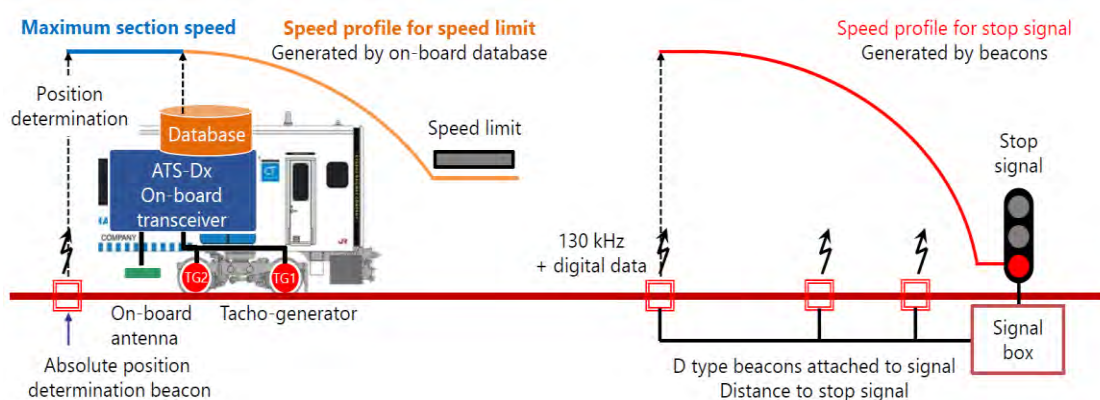 Maximum section speed
Speed profile for speed limit
Generated by on-board database
Speed profile for stop signal
Generated by beacons
Position
determination
Database
Speed limit
Stop
signal
ATS-Dx
On-board
transceiver
CT
COMPANY
JR
130 kHz
+ digital data
TG2
TG1
On-board
antenna
Tacho-generator
Signal
box
Absolute position
determination beacon
D type beacons attached to signal
Distance to stop signal